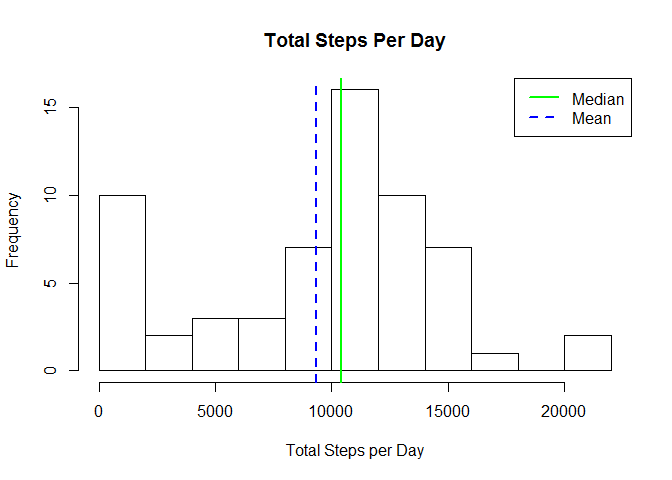 Total Steps Per Day
Median
Mean
Frequency
15
10
5
0
0 5000 10000 15000 20000
Total Steps per Day